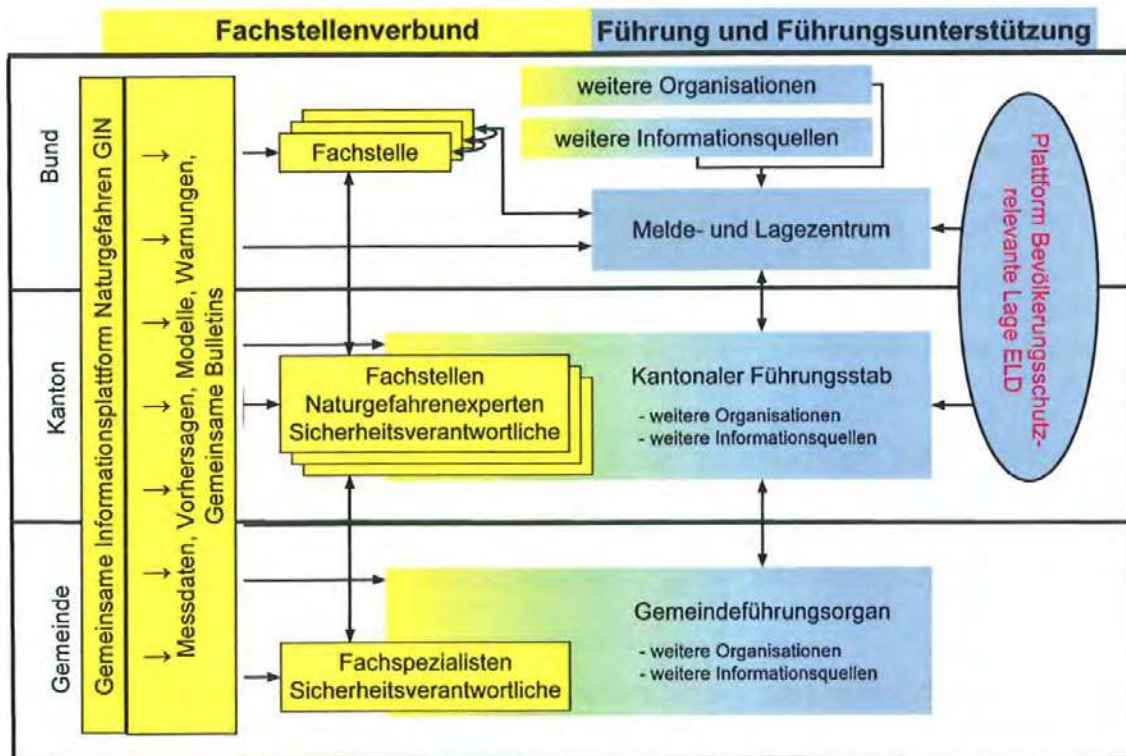 Fachstellenverbund
Führung und Führungsunterstützung
Bund
Kanton
Gemeinde
Gemeinsame Informationsplattform Naturgefahren GIN
Messdaten, Vorhersagen, Modelle, Warnungen,
Gemeinsame Bulletins
weitere Organisationen
weitere Informationsquellen
Fachstelle
Melde- und Lagezentrum
Plattform Bevölkerungsschutz-
relevante Lage ELD
Fachstellen
Naturgefahrenexperten
Sicherheitsverantwortliche
Kantonaler Führungsstab
- weitere Organisationen
- weitere Informationsquellen
Gemeindeführungsorgan
- weitere Organisationen
- weitere Informationsquellen
Fachspezialisten
Sicherheitsverantwortliche